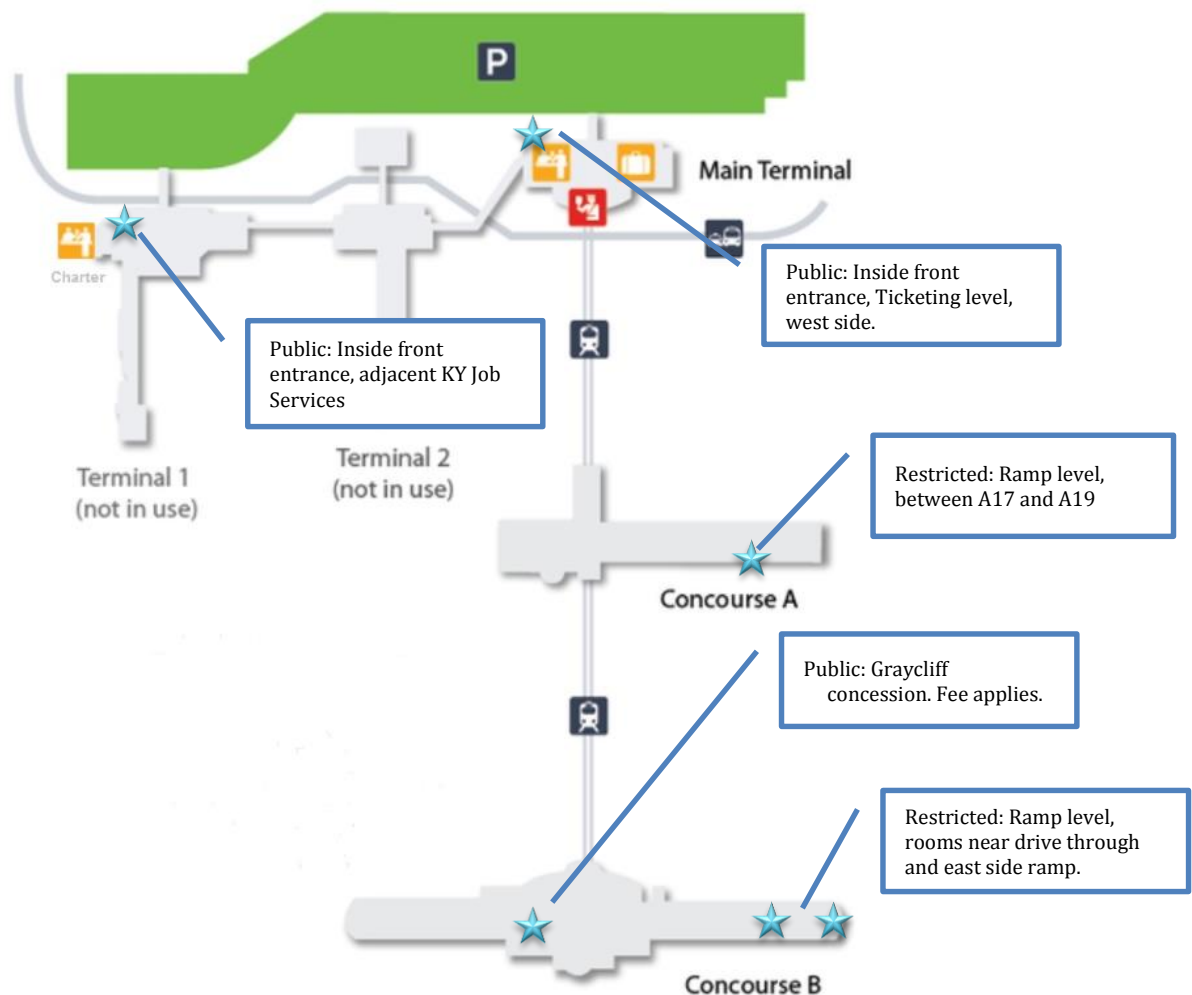 P
Main Terminal
Public: Inside front
entrance, Ticketing level,
west side.
Charter
Public: Inside front
entrance, adjacent KY Job
Services
Terminal 1
(not in use)
Terminal 2
(not in use)
Restricted: Ramp level,
between A17 and A19
Concourse A
Public: Graycliff
concession. Fee applies.
Restricted: Ramp level,
rooms near drive through
and east side ramp.
Concourse B